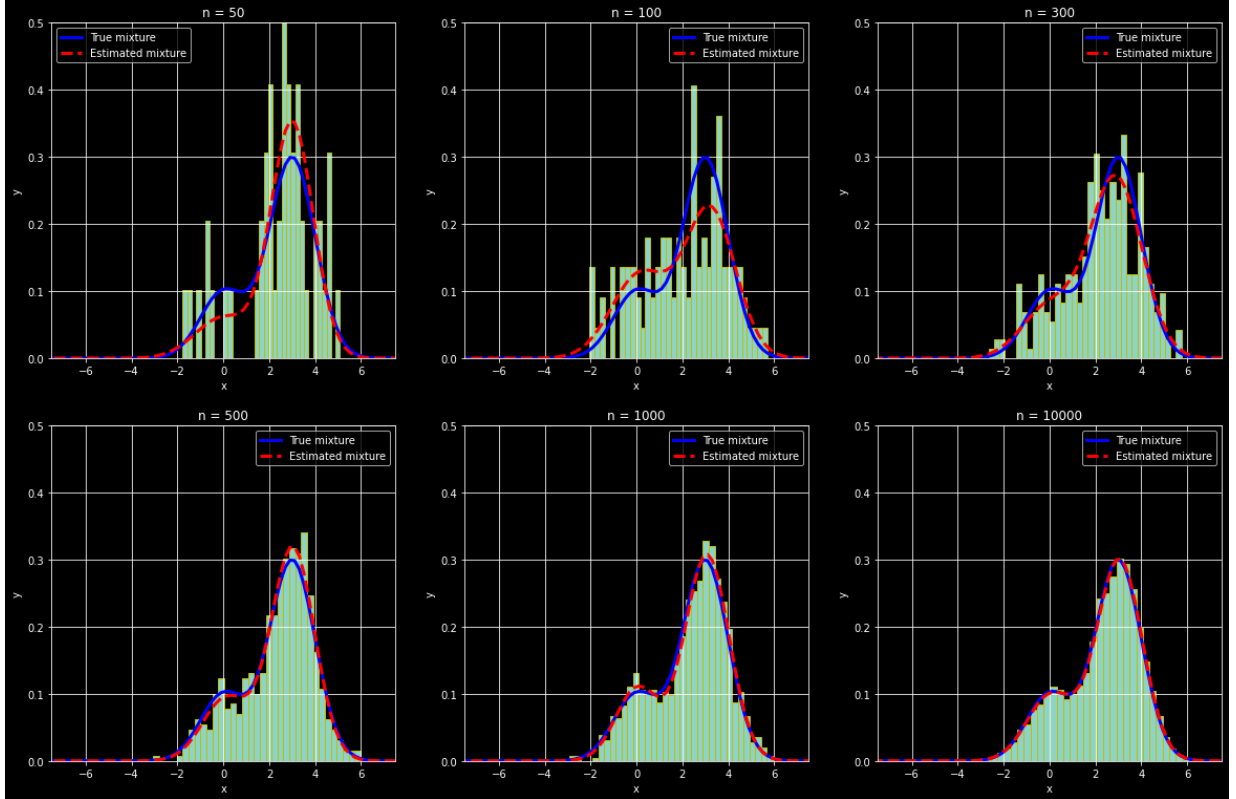 n = 50
True mixture
Estimated mixture
0.5
0.4
0.3
0.2
0.1
0.0
y
−6 −4 −2 0 2 4 6
x
n = 100
True mixture
Estimated mixture
0.5
0.4
0.3
0.2
0.1
0.0
y
−6 −4 −2 0 2 4 6
x
n = 300
True mixture
Estimated mixture
0.5
0.4
0.3
0.2
0.1
0.0
y
−6 −4 −2 0 2 4 6
x
n = 500
True mixture
Estimated mixture
0.5
0.4
0.3
0.2
0.1
0.0
y
−6 −4 −2 0 2 4 6
x
n = 1000
True mixture
Estimated mixture
0.5
0.4
0.3
0.2
0.1
0.0
y
−6 −4 −2 0 2 4 6
x
n = 10000
True mixture
Estimated mixture
0.5
0.4
0.3
0.2
0.1
0.0
y
−6 −4 −2 0 2 4 6
x